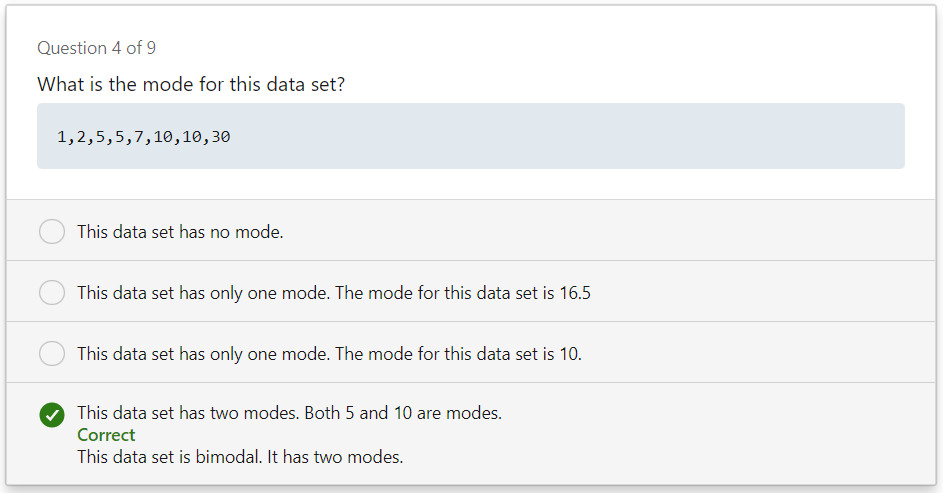 Question 4 of 9
What is the mode for this data set?
1,2,5,5,7,10,10,30
This data set has no mode.
This data set has only one mode. The mode for this data set is 16.5
This data set has only one mode. The mode for this data set is 10.
This data set has two modes. Both 5 and 10 are modes.
Correct
This data set is bimodal. It has two modes.